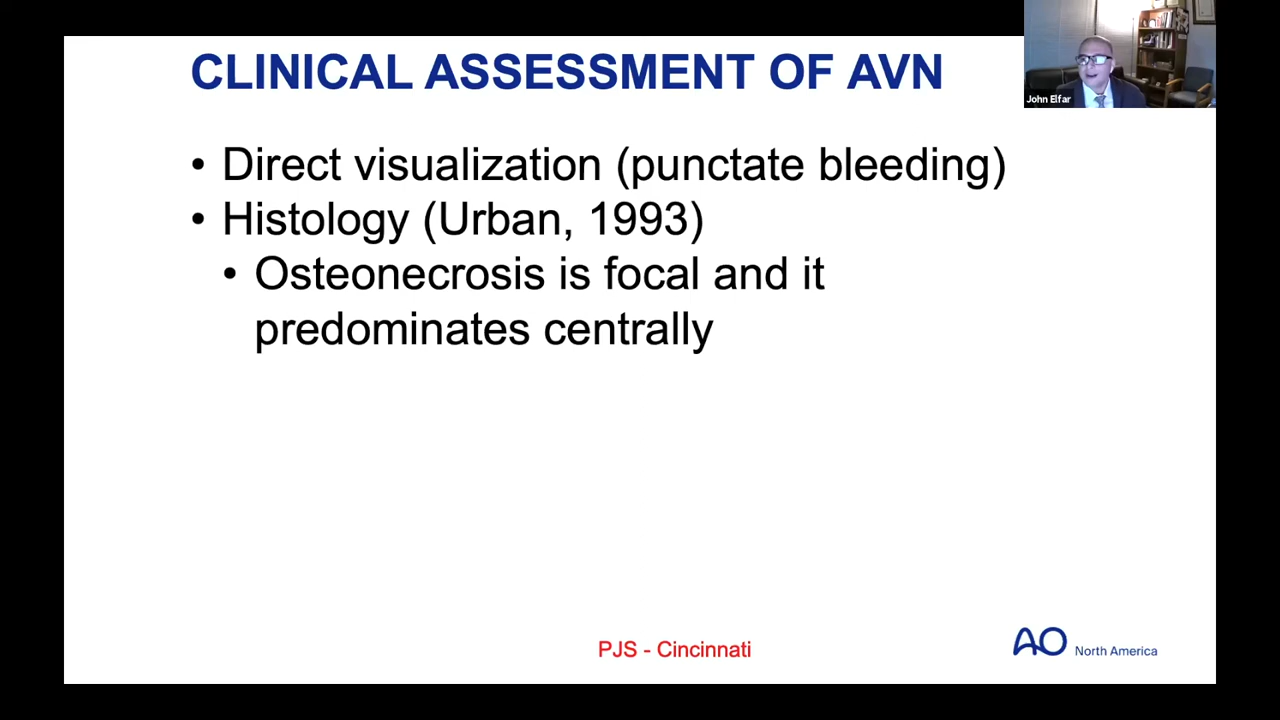 CLINICAL ASSESSMENT OF AVN
John Elfar
• Direct visualization (punctate bleeding)
• Histology (Urban, 1993)
• Osteonecrosis is focal and it
predominates centrally
PJS - Cincinnati
AO North America